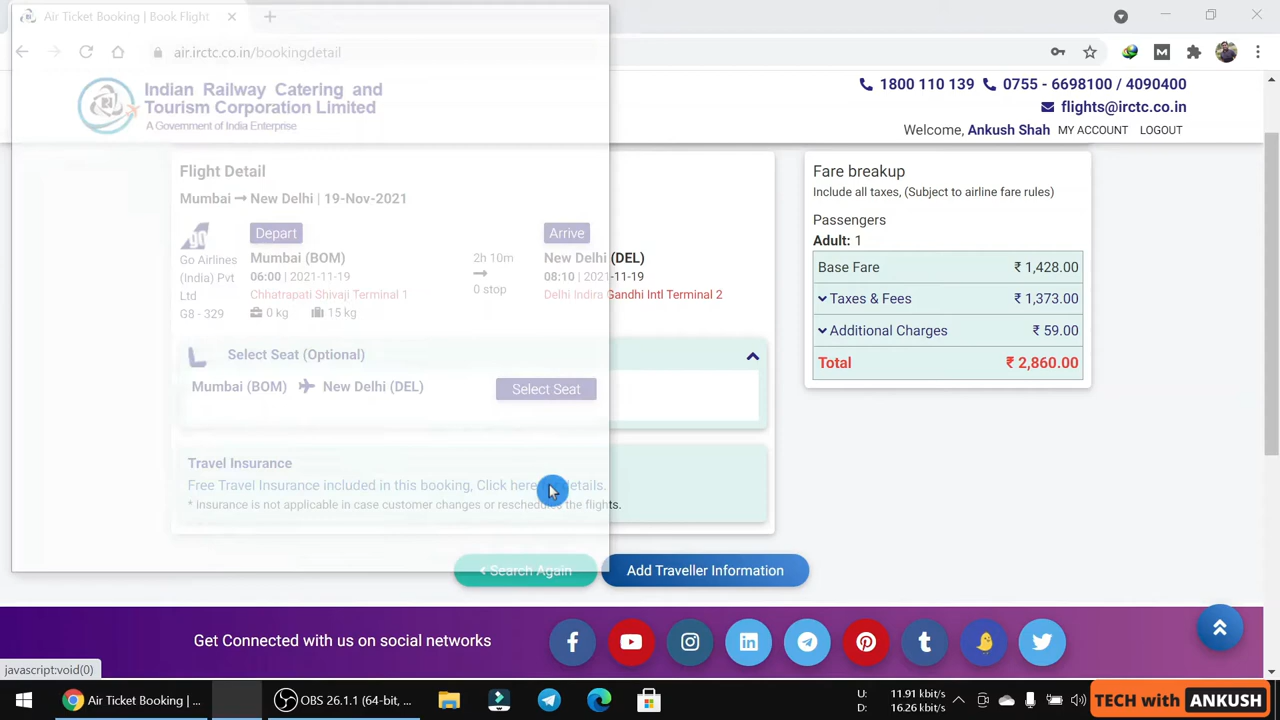 Air Ticket Booking | Book Flight
air.irctc.co.in/bookingdetail
Indian Railway Catering and
Tourism Corporation Limited
A Government of India Enterprise
1800 110 139 0755 - 6698100 / 4090400
flights@irctc.co.in
Welcome, Ankush Shah MY ACCOUNT LOGOUT
Flight Detail
Mumbai → New Delhi | 19-Nov-2021
go
Go Airlines
(India) Pvt
Ltd
G8 - 329
Depart
Mumbai (BOM)
06:00 | 2021-11-19
Chhatrapati Shivaji Terminal 1
0 kg 15 kg
2h 10m
→
0 stop
Arrive
New Delhi (DEL)
08:10 | 2021-11-19
Delhi Indira Gandhi Intl Terminal 2
Select Seat (Optional)
Mumbai (BOM) New Delhi (DEL) Select Seat
Travel Insurance
Free Travel Insurance included in this booking, Click here details.
* Insurance is not applicable in case customer changes or reschedules the flights.
Fare breakup
Include all taxes, (Subject to airline fare rules)
Passengers
Adult: 1
Base Fare ₹ 1,428.00
Taxes & Fees ₹ 1,373.00
Additional Charges ₹ 59.00
Total ₹ 2,860.00
< Search Again Add Traveller Information
Get Connected with us on social networks
javascript:void(0)
Air Ticket Booking | ...
OBS 26.1.1 (64-bit, ...
U: 11.91 kbit/s
D: 16.26 kbit/s
TECH with ANKUSH